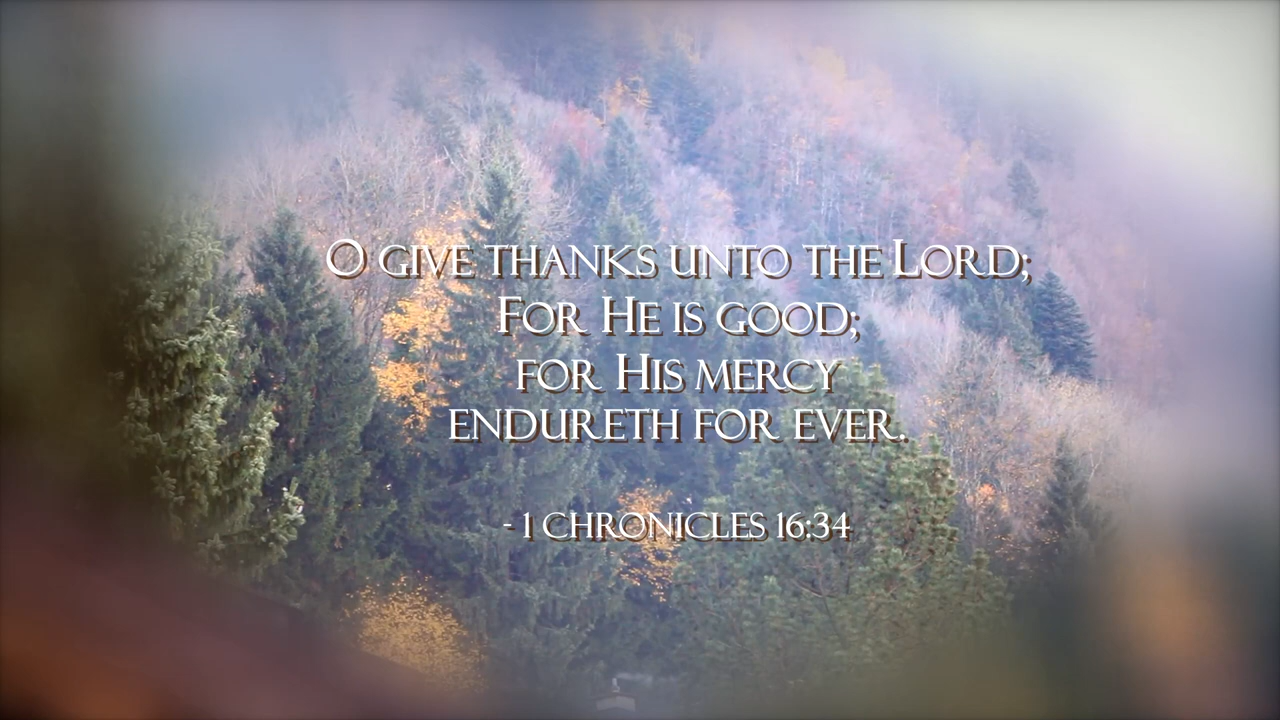 O give thanks unto the Lord;
For He is good;
for His mercy
endureth for ever.
- 1 Chronicles 16:34